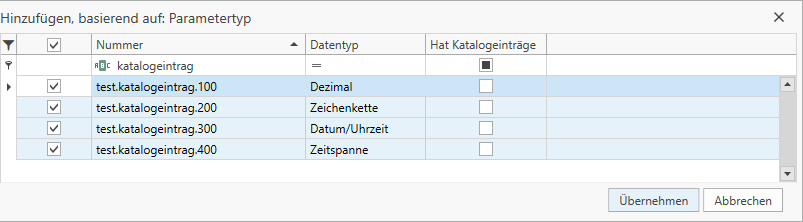 Hinzufügen, basierend auf: Parametertyp
Nummer Datentyp Hat Katalogeinträge
ABC katalogeintrag =
test.katalogeintrag.100 Dezimal
test.katalogeintrag.200 Zeichenkette
test.katalogeintrag.300 Datum/Uhrzeit
test.katalogeintrag.400 Zeitspanne
Übernehmen Abbrechen